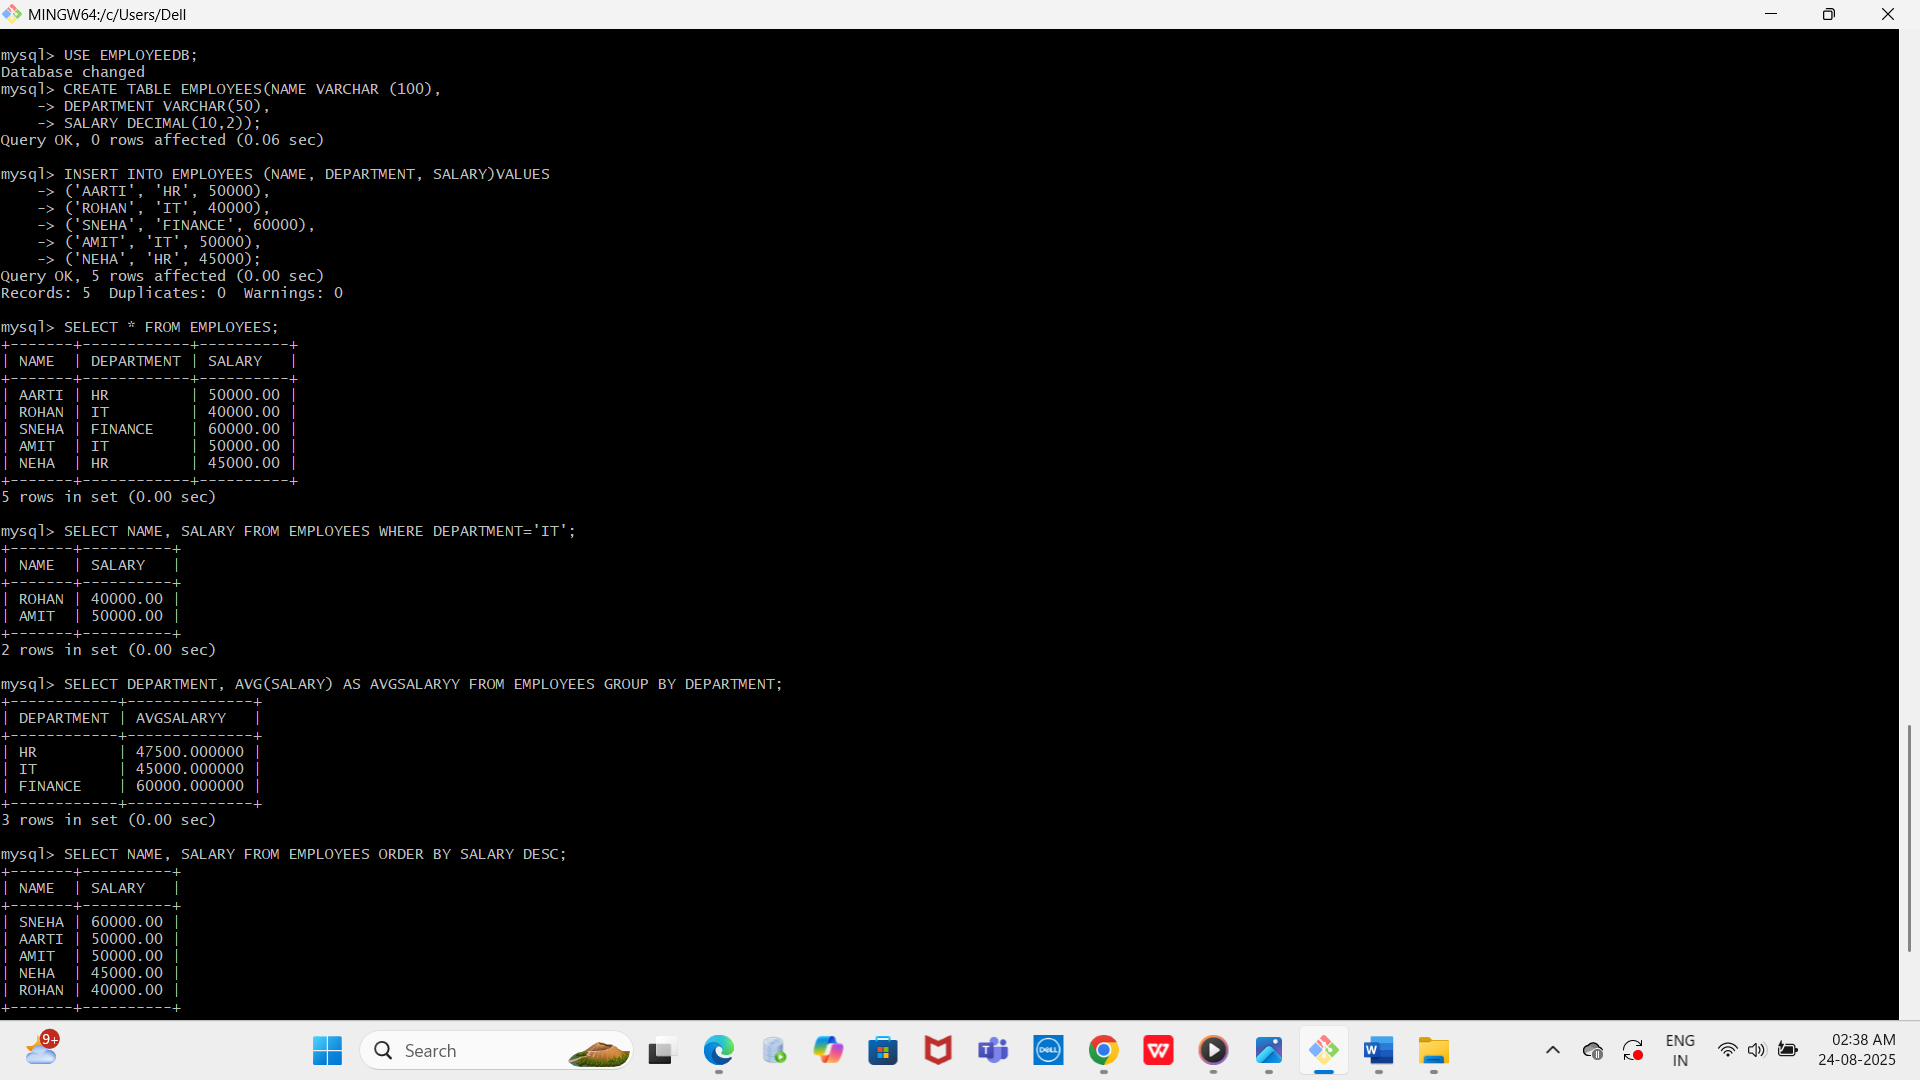 MINGW64:/c/Users/Dell
mysql> USE EMPLOYEEDB;
Database changed
mysql> CREATE TABLE EMPLOYEES(NAME VARCHAR (100),
    -> DEPARTMENT VARCHAR(50),
    -> SALARY DECIMAL(10,2));
Query OK, 0 rows affected (0.06 sec)
mysql> INSERT INTO EMPLOYEES (NAME, DEPARTMENT, SALARY)VALUES
    -> ('AARTI', 'HR', 50000),
    -> ('ROHAN', 'IT', 40000),
    -> ('SNEHA', 'FINANCE', 60000),
    -> ('AMIT', 'IT', 50000),
    -> ('NEHA', 'HR', 45000);
Query OK, 5 rows affected (0.00 sec)
Records: 5  Duplicates: 0  Warnings: 0
mysql> SELECT * FROM EMPLOYEES;
+-------+------------+----------+
| NAME  | DEPARTMENT | SALARY   |
+-------+------------+----------+
| AARTI | HR         | 50000.00 |
| ROHAN | IT         | 40000.00 |
| SNEHA | FINANCE    | 60000.00 |
| AMIT  | IT         | 50000.00 |
| NEHA  | HR         | 45000.00 |
+-------+------------+----------+
5 rows in set (0.00 sec)
mysql> SELECT NAME, SALARY FROM EMPLOYEES WHERE DEPARTMENT='IT';
+-------+----------+
| NAME  | SALARY   |
+-------+----------+
| ROHAN | 40000.00 |
| AMIT  | 50000.00 |
+-------+----------+
2 rows in set (0.00 sec)
mysql> SELECT DEPARTMENT, AVG(SALARY) AS AVGSALARYY FROM EMPLOYEES GROUP BY DEPARTMENT;
+------------+--------------+
| DEPARTMENT | AVGSALARYY   |
+------------+--------------+
| HR         | 47500.000000 |
| IT         | 45000.000000 |
| FINANCE    | 60000.000000 |
+------------+--------------+
3 rows in set (0.00 sec)
mysql> SELECT NAME, SALARY FROM EMPLOYEES ORDER BY SALARY DESC;
+-------+----------+
| NAME  | SALARY   |
+-------+----------+
| SNEHA | 60000.00 |
| AARTI | 50000.00 |
| AMIT  | 50000.00 |
| NEHA  | 45000.00 |
| ROHAN | 40000.00 |
+-------+----------+
9+
Search
DELL
W
ENG
IN
02:38 AM
24-08-2025